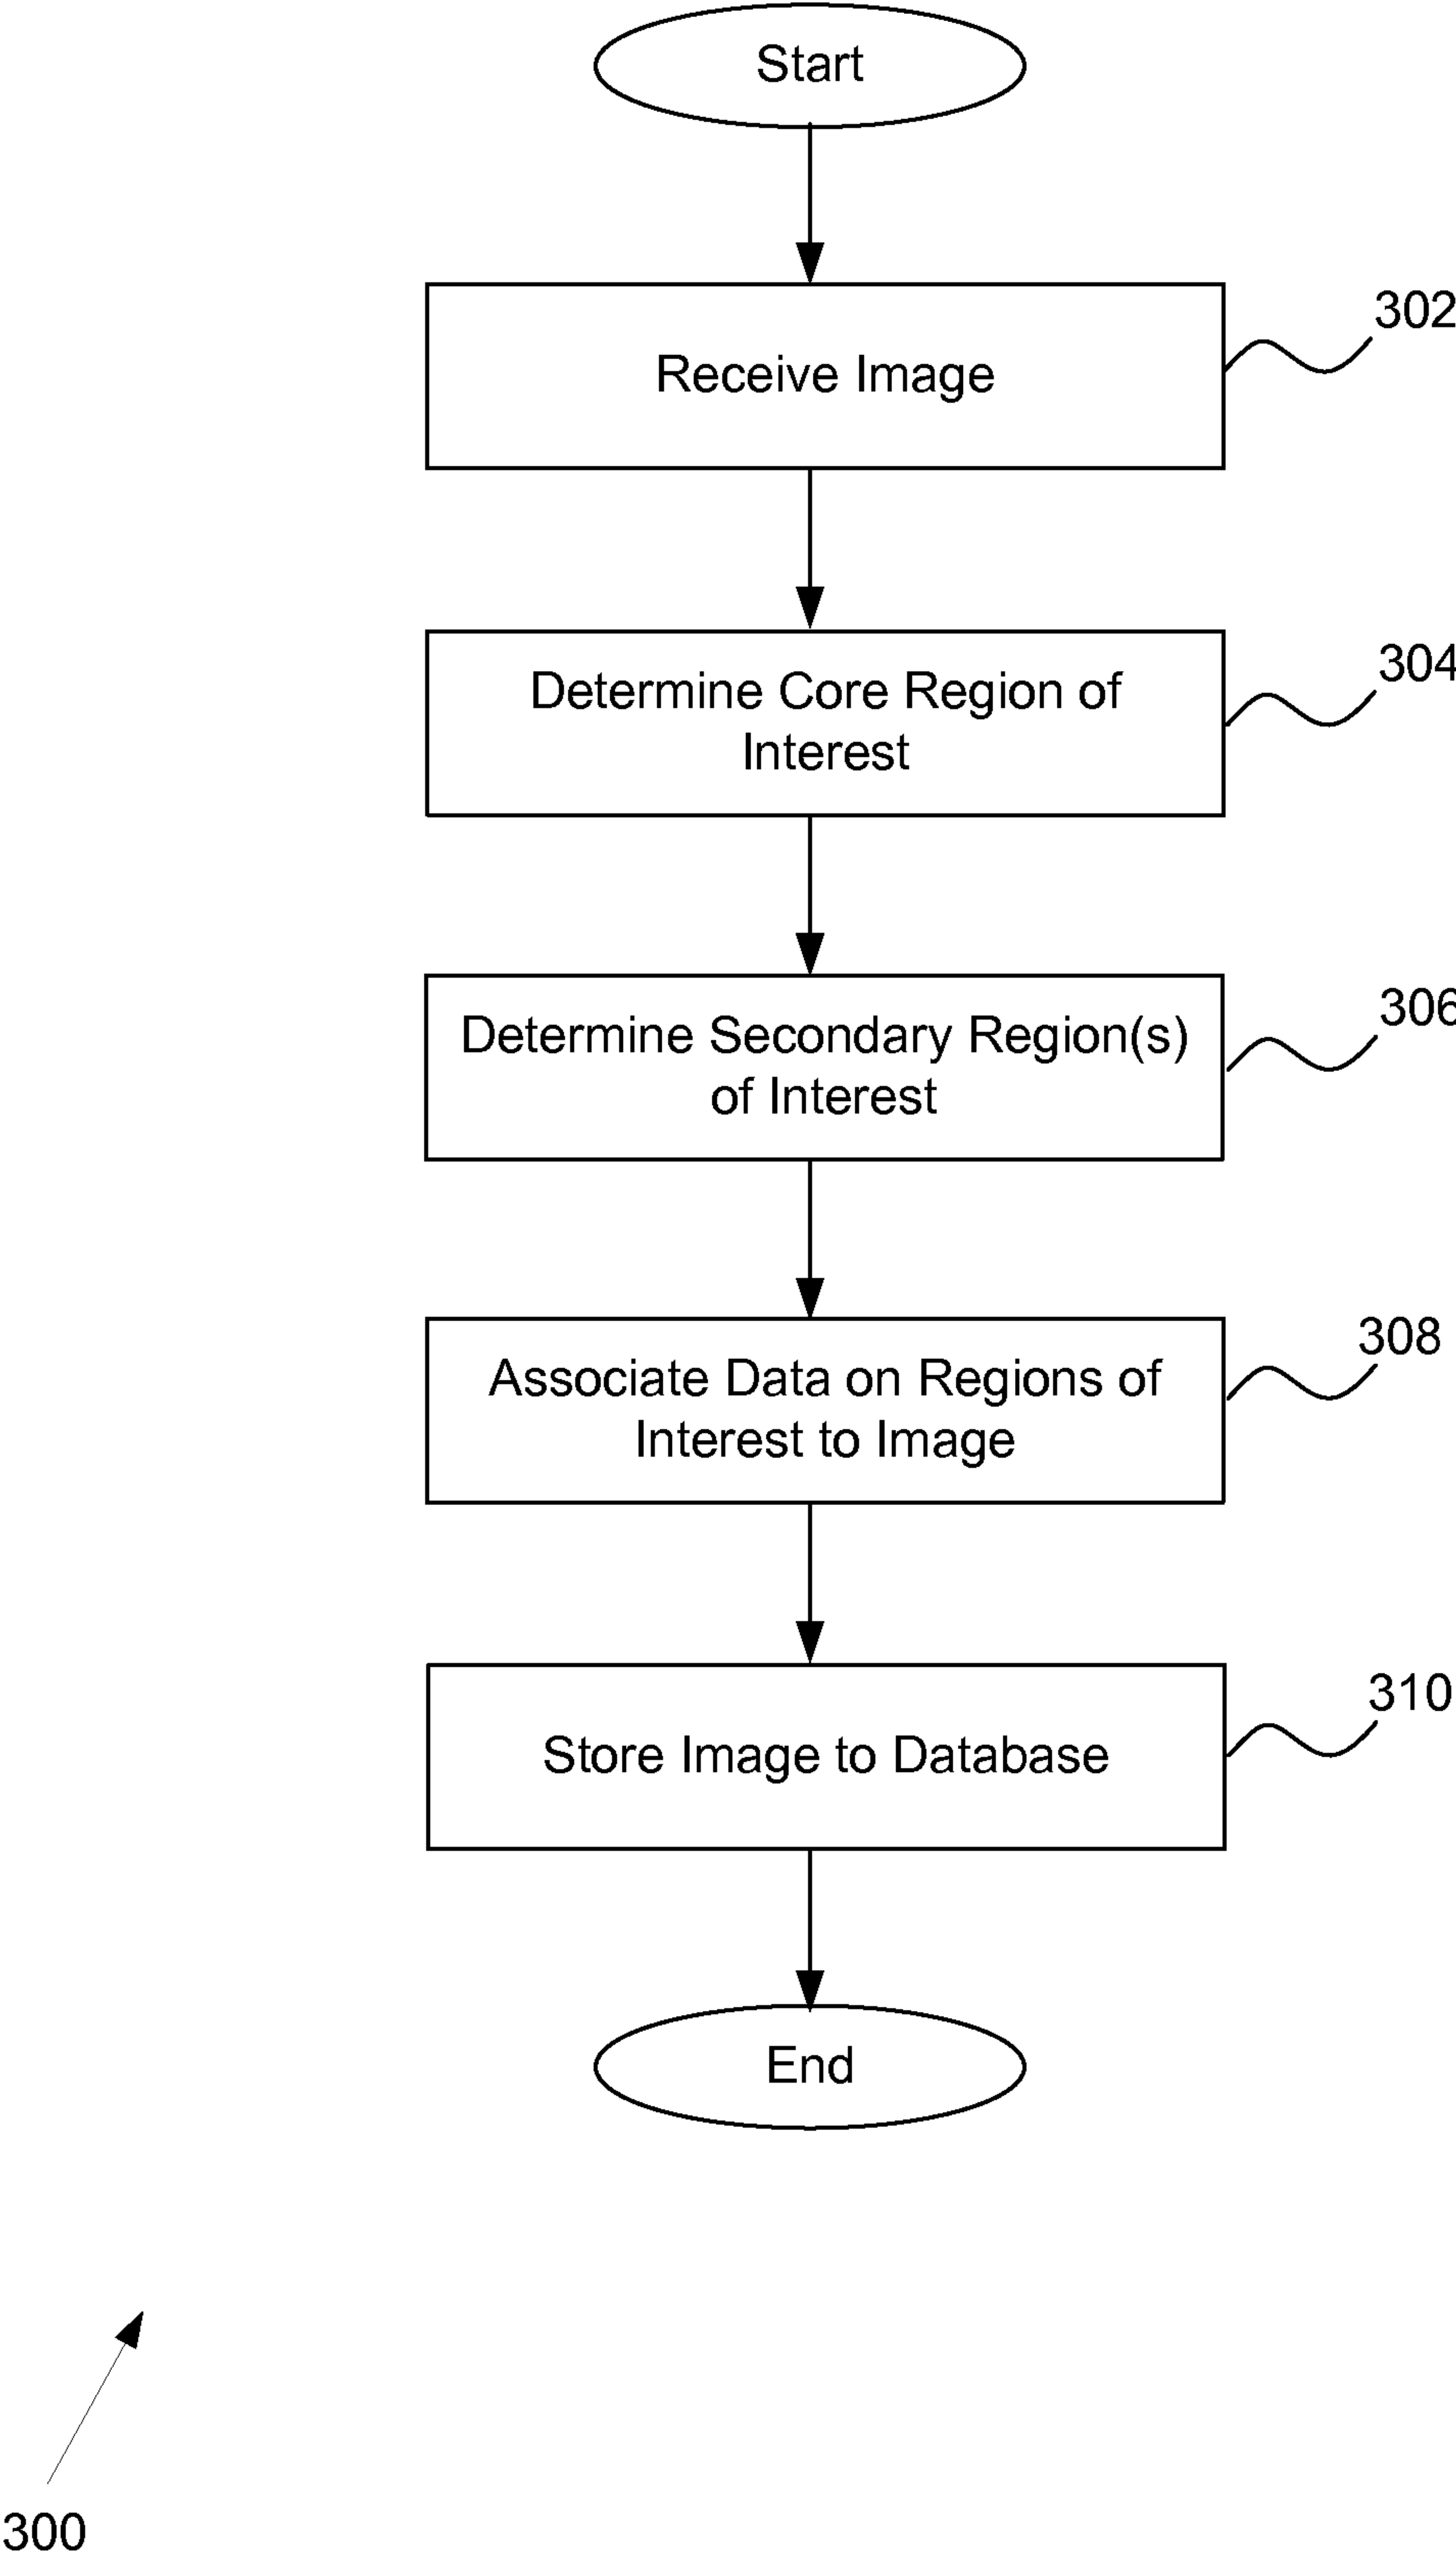 Start
Receive Image
302
Determine Core Region of
Interest
304
Determine Secondary Region(s)
of Interest
306
Associate Data on Regions of
Interest to Image
308
Store Image to Database
310
End
300